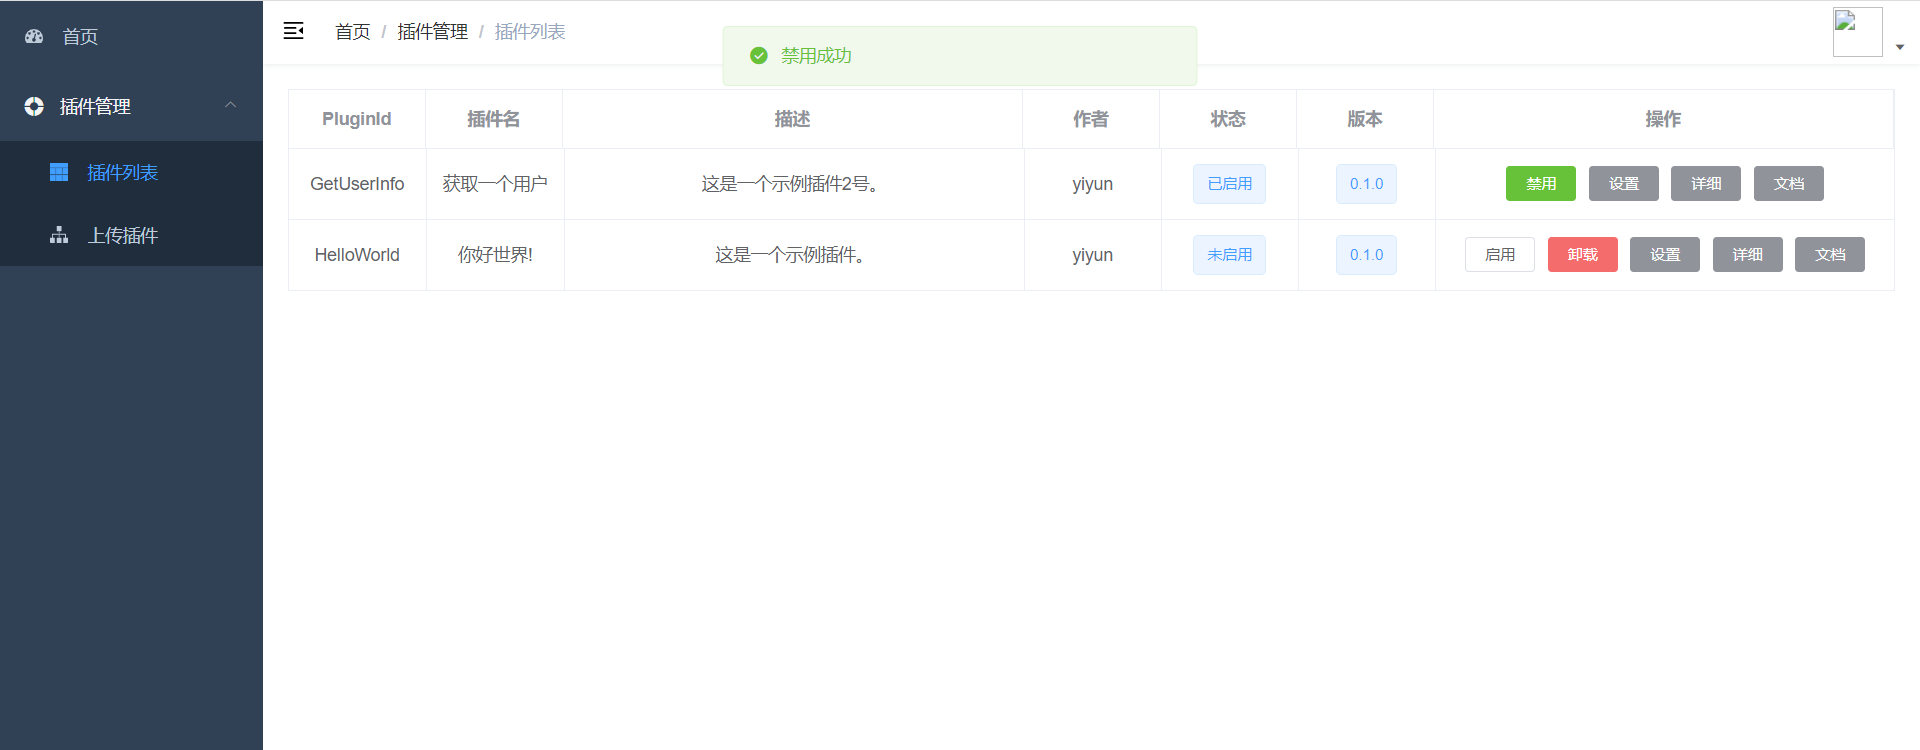 首页
插件管理
插件列表
上传插件
首页 / 插件管理 / 插件列表
禁用成功
PluginId 插件名 描述 作者 状态 版本 操作
GetUserInfo 获取一个用户 这是一个示例插件2号。 yiyun 已启用 0.1.0 禁用 设置 详细 文档
HelloWorld 你好世界! 这是一个示例插件。 yiyun 未启用 0.1.0 启用 卸载 设置 详细 文档